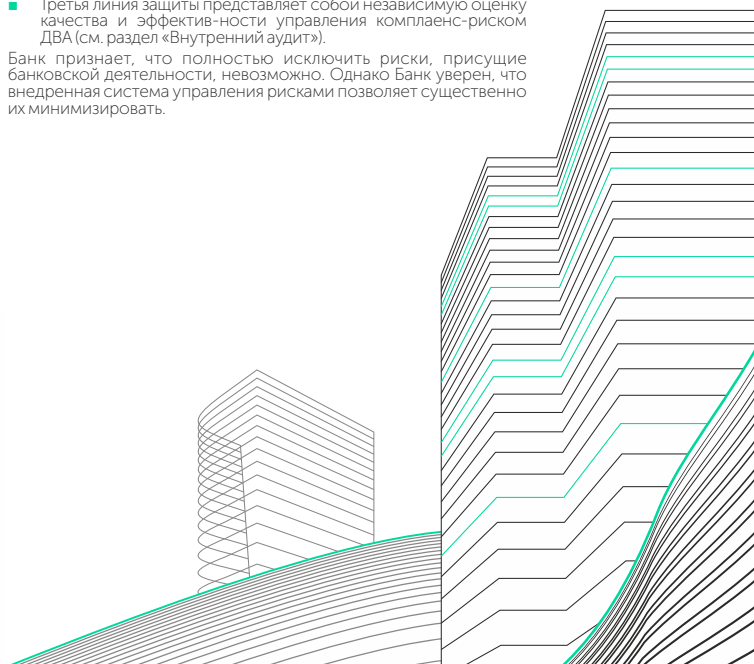 ▪ Третья линия защиты представляет собой независимую оценку
качества и эффектив-ности управления комплаенс-риском
ДВА (см. раздел «Внутренний аудит»).
Банк признает, что полностью исключить риски, присущие
банковской деятельности, невозможно. Однако Банк уверен, что
внедренная система управления рисками позволяет существенно
их минимизировать.